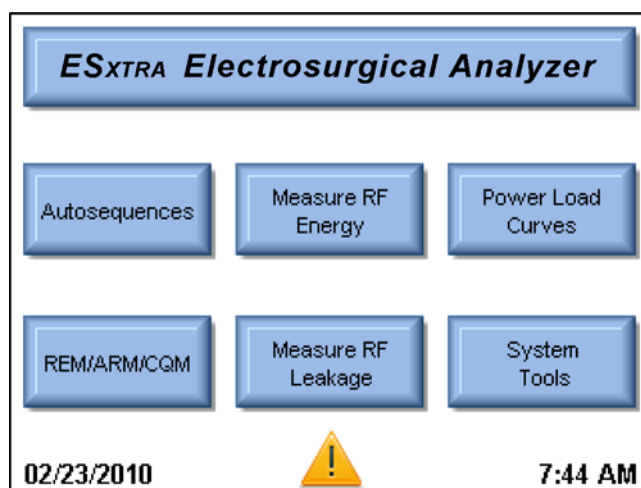 ESXTRA Electrosurgical Analyzer
Autosequences
Measure RF
Energy
Power Load
Curves
REM/ARM/CQM
Measure RF
Leakage
System
Tools
!
02/23/2010
7:44 AM